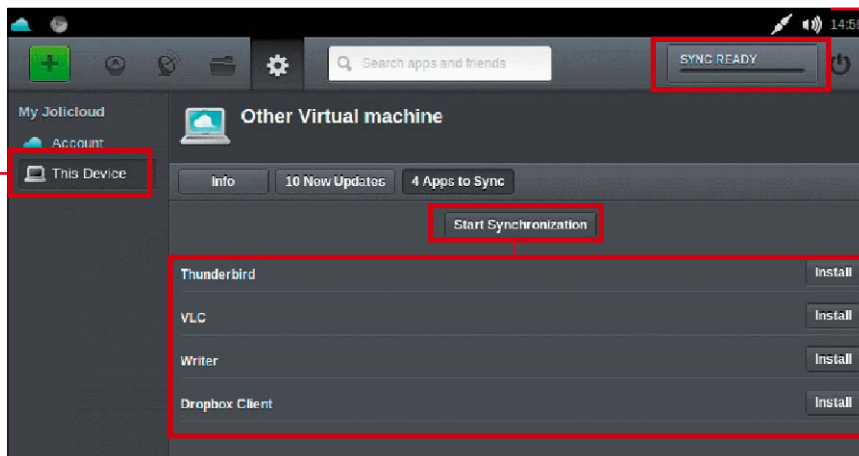 14:59
Search apps and friends
SYNC READY
My Jolicloud
Account
This Device
Other Virtual machine
Info
10 New Updates
4 Apps to Sync
Start Synchronization
Thunderbird
Install
VLC
Install
Writer
Install
Dropbox Client
Install